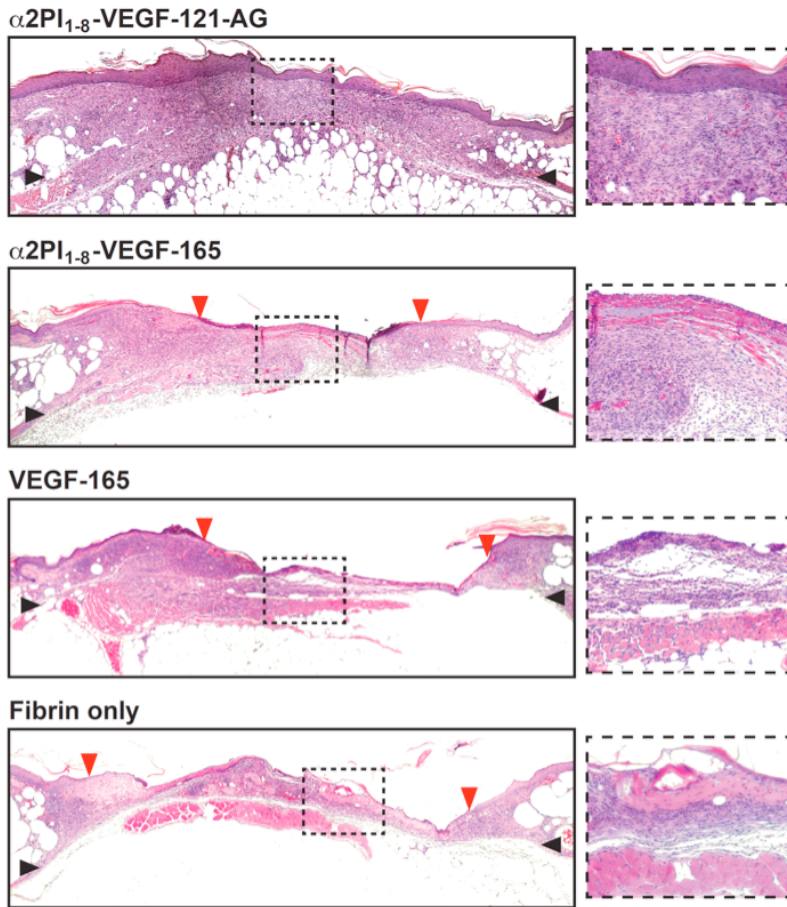 α2PI₁₋₈-VEGF-121-AG
α2PI₁₋₈-VEGF-165
VEGF-165
Fibrin only